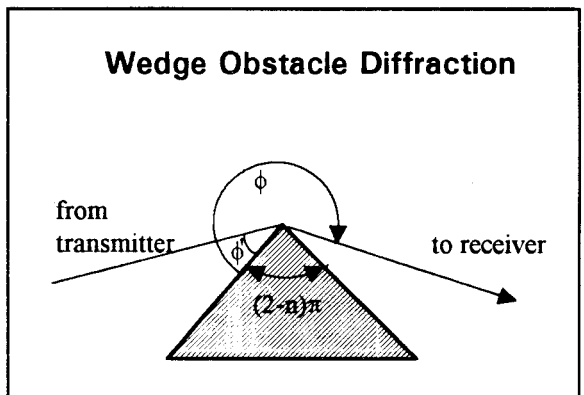 Wedge Obstacle Diffraction
ϕ
from
transmitter
ϕ'
to receiver
(2-n)π